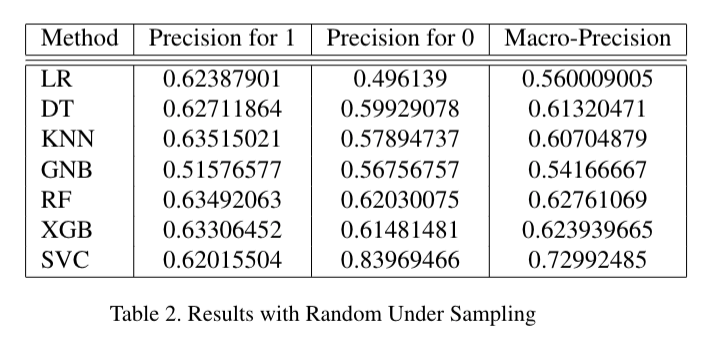 Method Precision for 1 Precision for 0 Macro-Precision
LR 0.62387901 0.496139 0.560009005
DT 0.62711864 0.59929078 0.61320471
KNN 0.63515021 0.57894737 0.60704879
GNB 0.51576577 0.56756757 0.54166667
RF 0.63492063 0.62030075 0.62761069
XGB 0.63306452 0.61481481 0.623939665
SVC 0.62015504 0.83969466 0.72992485
Table 2. Results with Random Under Sampling